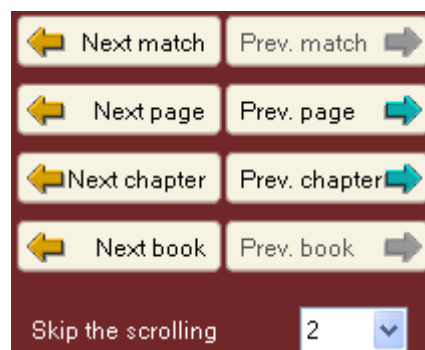 Next match Prev. match
Next page Prev. page
Next chapter Prev. chapter
Next book Prev. book
Skip the scrolling 2